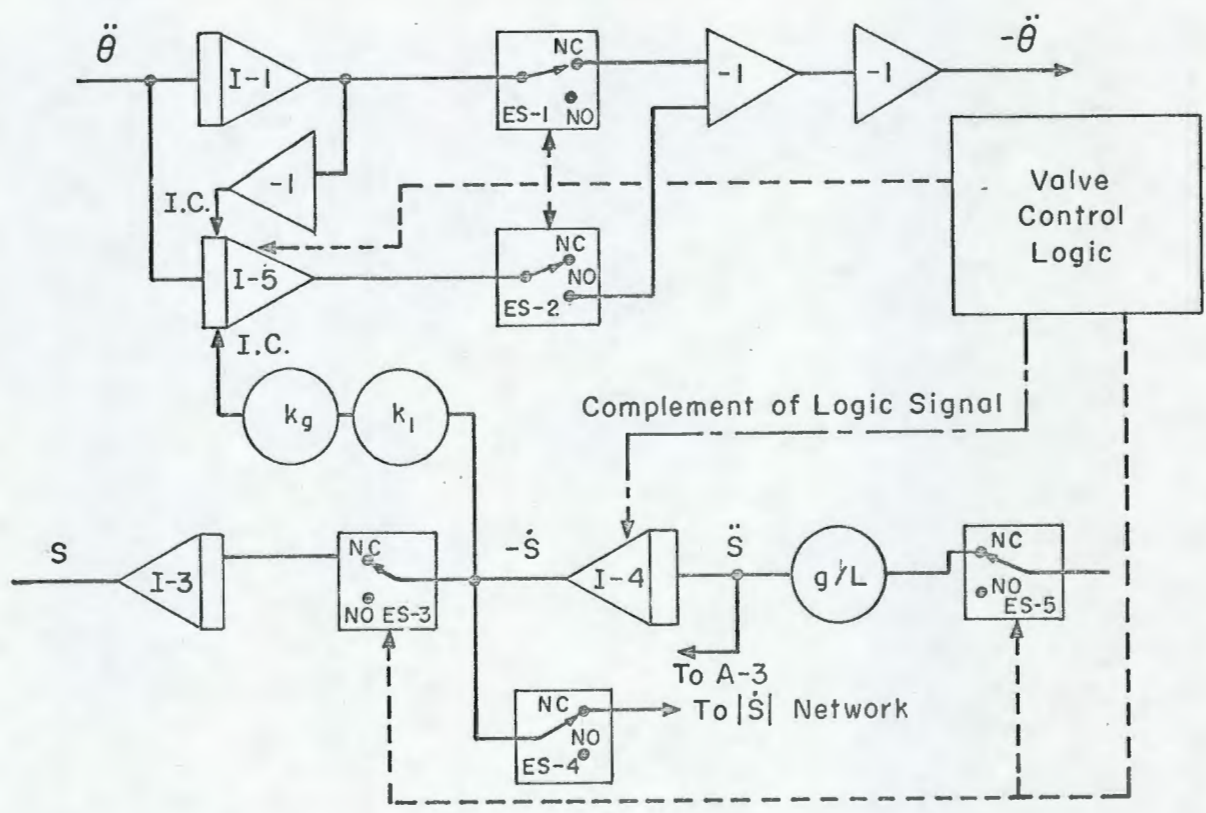 θ̈
I-1
NC
ES-1
NO
-1
-1
-θ̈
-1
I.C.
Valve
Control
Logic
I-5
NC
NO
ES-2
I.C.
kg
k1
Complement of Logic Signal
S
I-3
NC
NO ES-3
-Ṡ
I-4
S̈
g/L
NC
NO
ES-5
To A-3
NC
To |Ṡ| Network
NO
ES-4